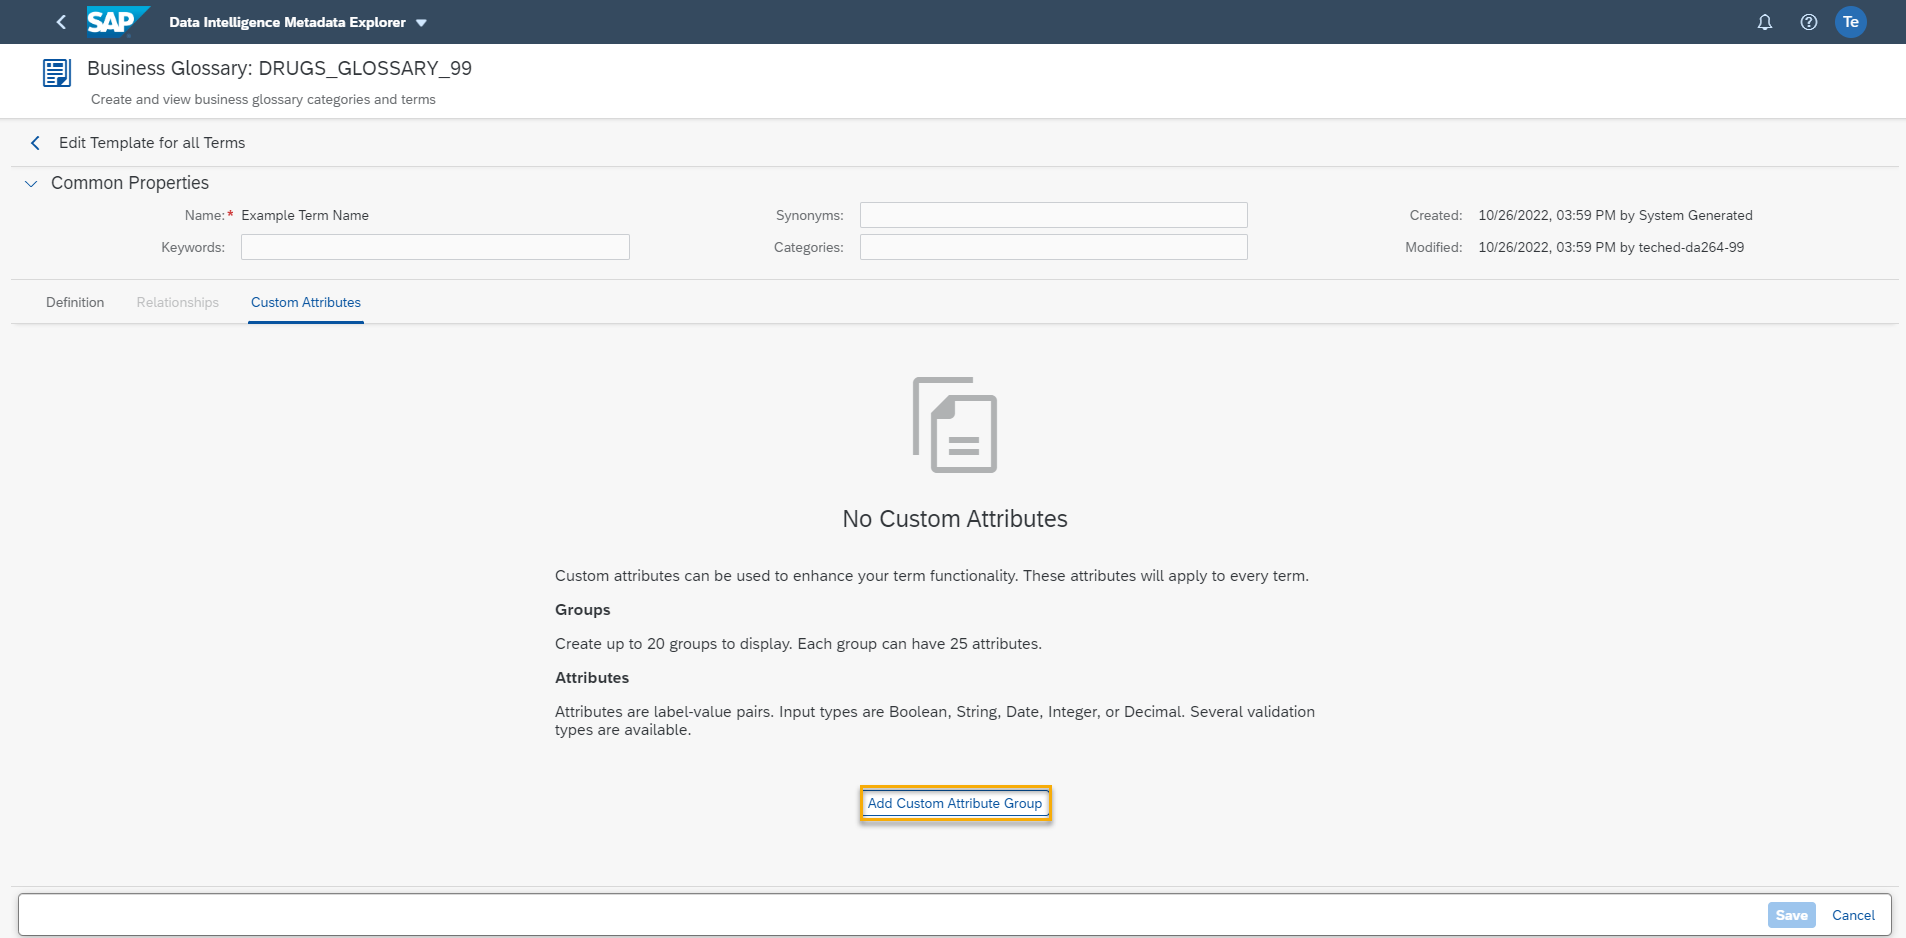 SAP Data Intelligence Metadata Explorer Te
Business Glossary: DRUGS_GLOSSARY_99
Create and view business glossary categories and terms
Edit Template for all Terms
Common Properties
Name:* Example Term Name Synonyms: Created: 10/26/2022, 03:59 PM by System Generated
Keywords: Categories: Modified: 10/26/2022, 03:59 PM by teched-da264-99
Definition Relationships Custom Attributes
No Custom Attributes
Custom attributes can be used to enhance your term functionality. These attributes will apply to every term.
Groups
Create up to 20 groups to display. Each group can have 25 attributes.
Attributes
Attributes are label-value pairs. Input types are Boolean, String, Date, Integer, or Decimal. Several validation
types are available.
Add Custom Attribute Group
Save Cancel